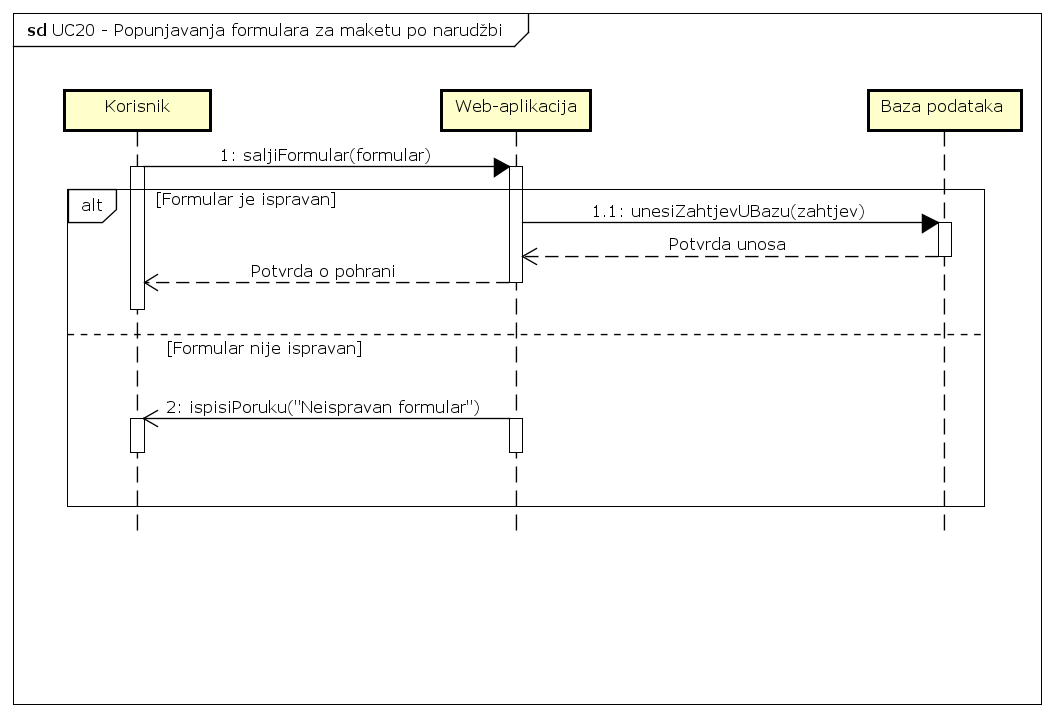 sd UC20 - Popunjavanja formulara za maketu po narudžbi
Korisnik
Web-aplikacija
Baza podataka
1: saljiFormular(formular)
alt
[Formular je ispravan]
1.1: unesiZahtjevUBazu(zahtjev)
Potvrda unosa
Potvrda o pohrani
[Formular nije ispravan]
2: ispisiPoruku("Neispravan formular")